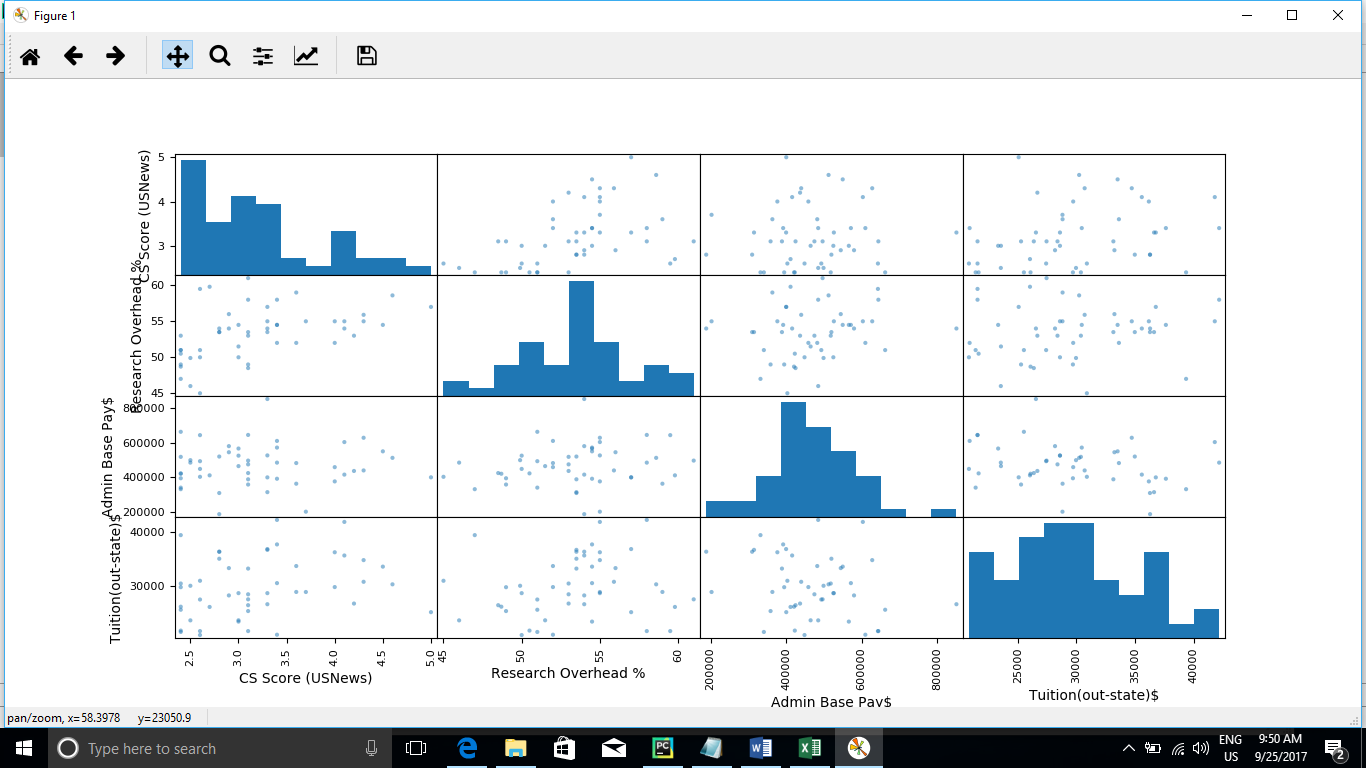 Figure 1
CS Score (USNews)
5
4
3
Research Overhead %
60
55
50
45
Admin Base Pay$
800000
600000
400000
200000
Tuition(out-state)$
40000
30000
2.5 3.0 3.5 4.0 4.5 5.0
CS Score (USNews)
45 50 55 60
Research Overhead %
200000 400000 600000 800000
Admin Base Pay$
25000 30000 35000 40000
Tuition(out-state)$
pan/zoom, x=58.3978 y=23050.9
Type here to search
PC
W
X
ENG
US
9:50 AM
9/25/2017
2